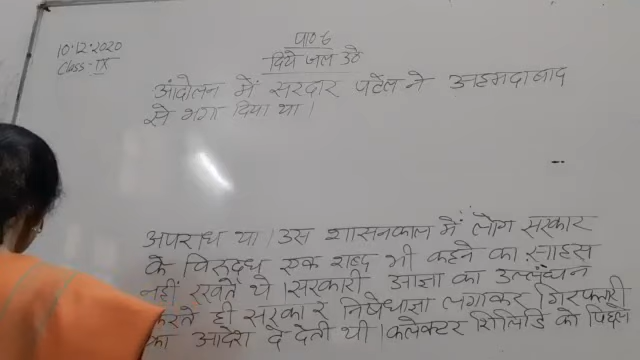 10.12.2020
Class-IX
पाठ-6
दिये जल उठे
आंदोलन में सरदार पटेल ने अहमदाबाद
से भगा दिया था।
अपराध था। उस शासनकाल में लोग सरकार
के विरुद्ध एक शब्द भी कहने का साहस
नहीं रखते थे। सरकारी आज्ञा का उल्लंघन
करते ही सरकार निषेधाज्ञा लगाकर गिरफ्तारी
का आदेश दे देती थी। कलेक्टर शिलिडि को पिछले